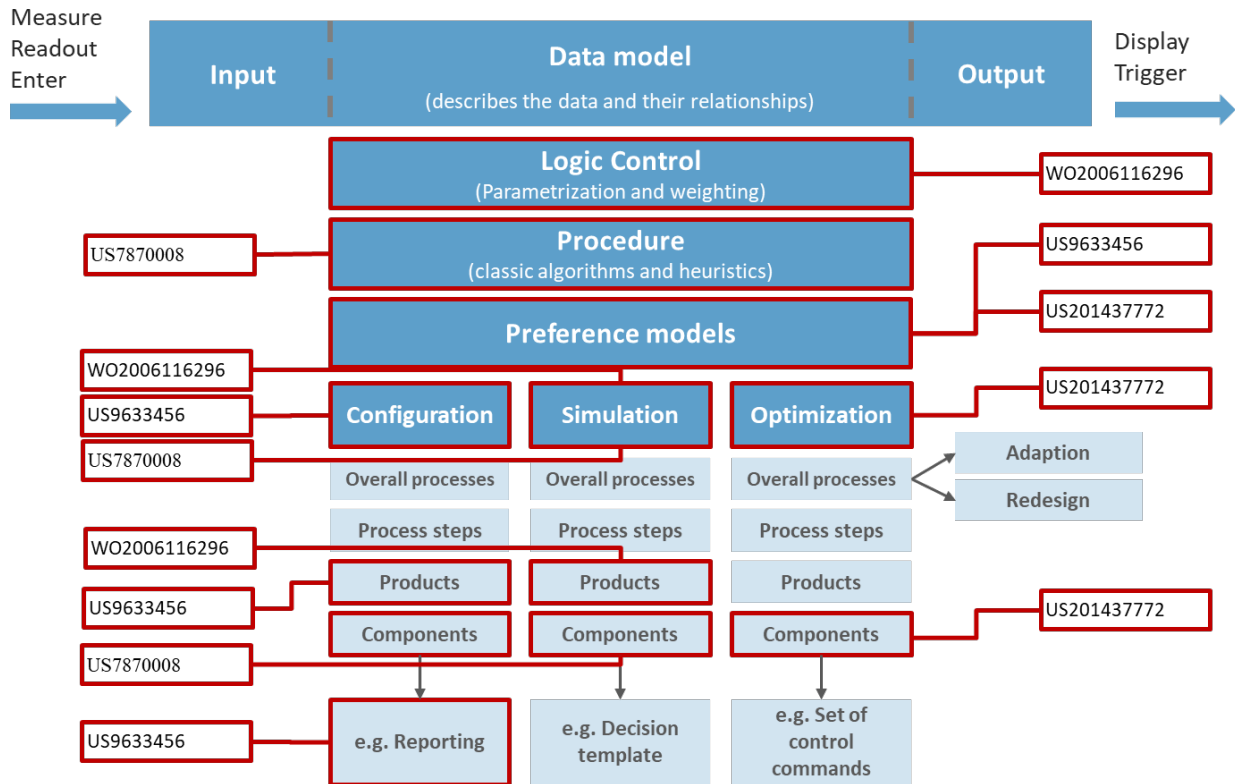 Measure
Readout
Enter
Input
Data model
(describes the data and their relationships)
Output
Display
Trigger
Logic Control
(Parametrization and weighting)
WO2006116296
US7870008
Procedure
(classic algorithms and heuristics)
US9633456
Preference models
US201437772
WO2006116296
US9633456
US7870008
Configuration
Simulation
Optimization
US201437772
Overall processes
Overall processes
Overall processes
Adaption
Redesign
Process steps
Process steps
Process steps
WO2006116296
US9633456
US7870008
Products
Products
Products
Components
Components
Components
US201437772
US9633456
e.g. Reporting
e.g. Decision
template
e.g. Set of
control
commands